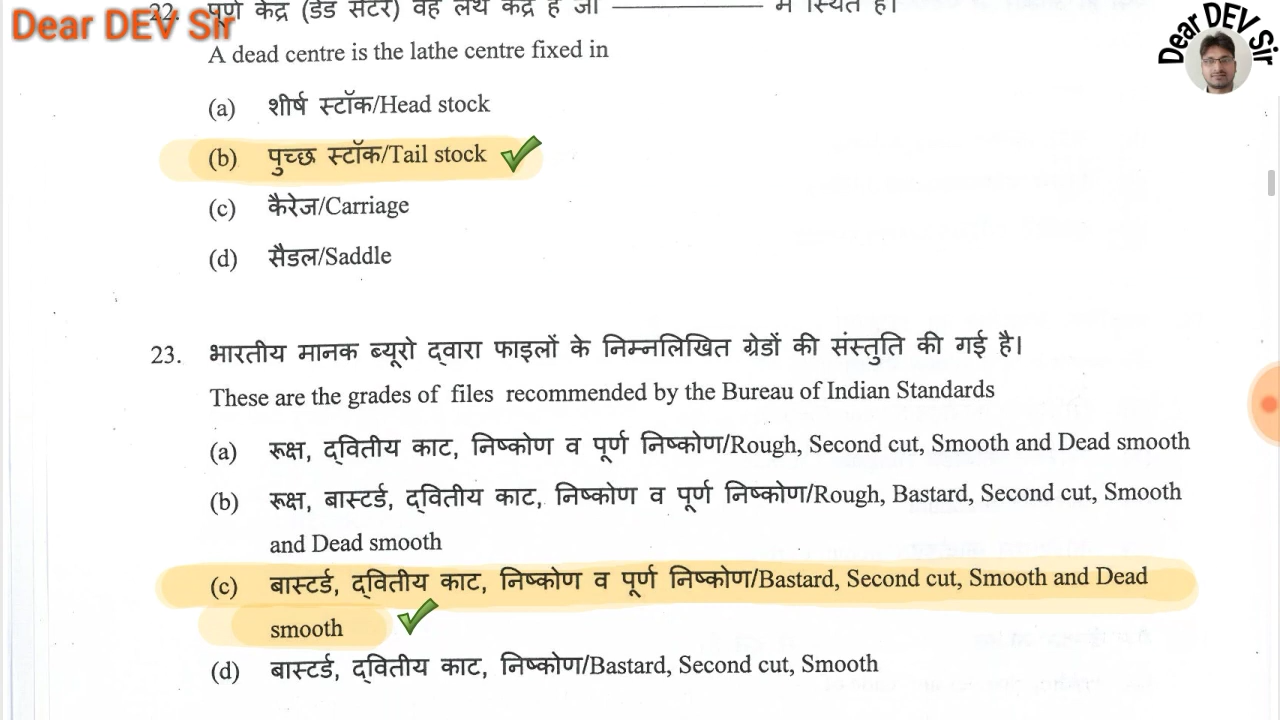 Dear DEV Sir
Dear DEV Sir
22. पूर्ण केंद्र (डेड सेंटर) वह लेथ केंद्र है जो ____________ में स्थित है।
A dead centre is the lathe centre fixed in
(a) शीर्ष स्टॉक/Head stock
(b) पुच्छ स्टॉक/Tail stock
(c) कैरेज/Carriage
(d) सैडल/Saddle
23. भारतीय मानक ब्यूरो द्वारा फाइलों के निम्नलिखित ग्रेडों की संस्तुति की गई है।
These are the grades of files recommended by the Bureau of Indian Standards
(a) रूक्ष, द्वितीय काट, निष्कोण व पूर्ण निष्कोण/Rough, Second cut, Smooth and Dead smooth
(b) रूक्ष, बास्टर्ड, द्वितीय काट, निष्कोण व पूर्ण निष्कोण/Rough, Bastard, Second cut, Smooth
and Dead smooth
(c) बास्टर्ड, द्वितीय काट, निष्कोण व पूर्ण निष्कोण/Bastard, Second cut, Smooth and Dead
smooth
(d) बास्टर्ड, द्वितीय काट, निष्कोण/Bastard, Second cut, Smooth